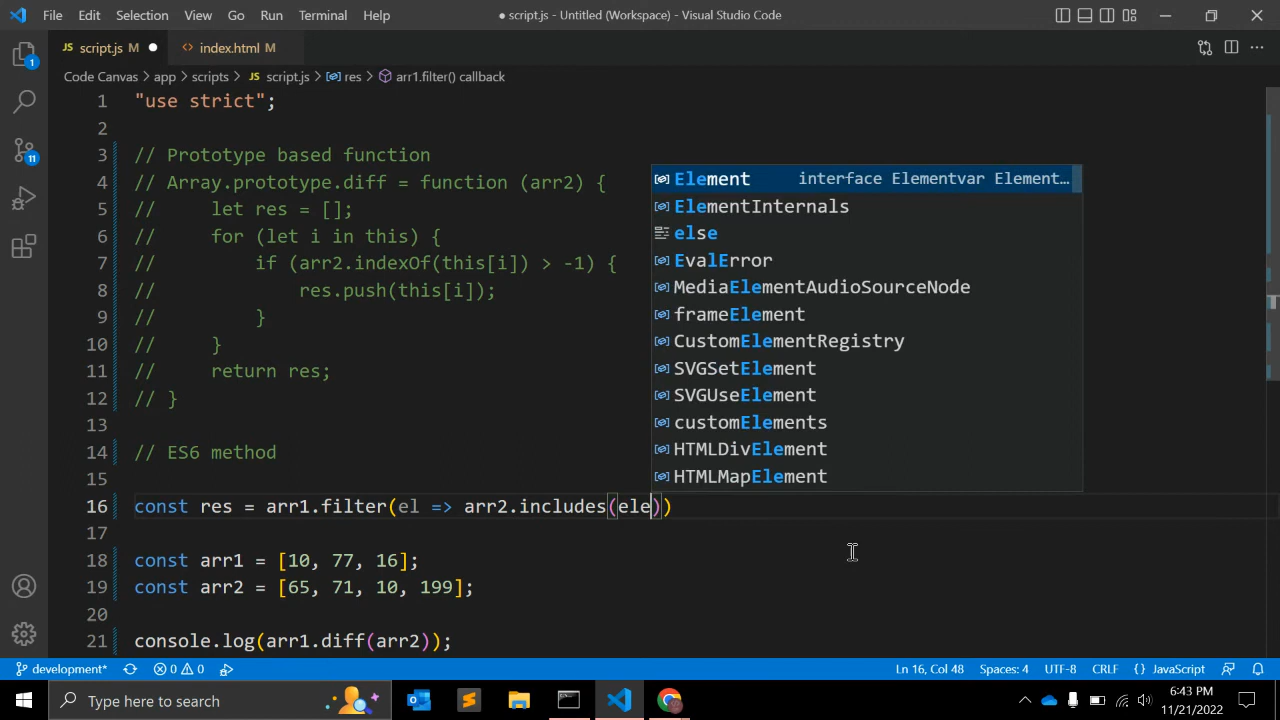 File Edit Selection View Go Run Terminal Help
● script.js - Untitled (Workspace) - Visual Studio Code
JS script.js M ●
<> index.html M
Code Canvas > app > scripts > JS script.js > res > arr1.filter() callback
1 "use strict";
2
3 // Prototype based function
4 // Array.prototype.diff = function (arr2) {
5 //     let res = [];
6 //     for (let i in this) {
7 //         if (arr2.indexOf(this[i]) > -1) {
8 //             res.push(this[i]);
9 //         }
10 //     }
11 //     return res;
12 // }
13
14 // ES6 method
15
16 const res = arr1.filter(el => arr2.includes(ele))
17
18 const arr1 = [10, 77, 16];
19 const arr2 = [65, 71, 10, 199];
20
21 console.log(arr1.diff(arr2));
Element interface Elementvar Element…
ElementInternals
else
EvalError
MediaElementAudioSourceNode
frameElement
CustomElementRegistry
SVGSetElement
SVGUseElement
customElements
HTMLDivElement
HTMLMapElement
1
11
development*
0 0
Ln 16, Col 48
Spaces: 4
UTF-8
CRLF
{} JavaScript
Type here to search
6:43 PM
11/21/2022